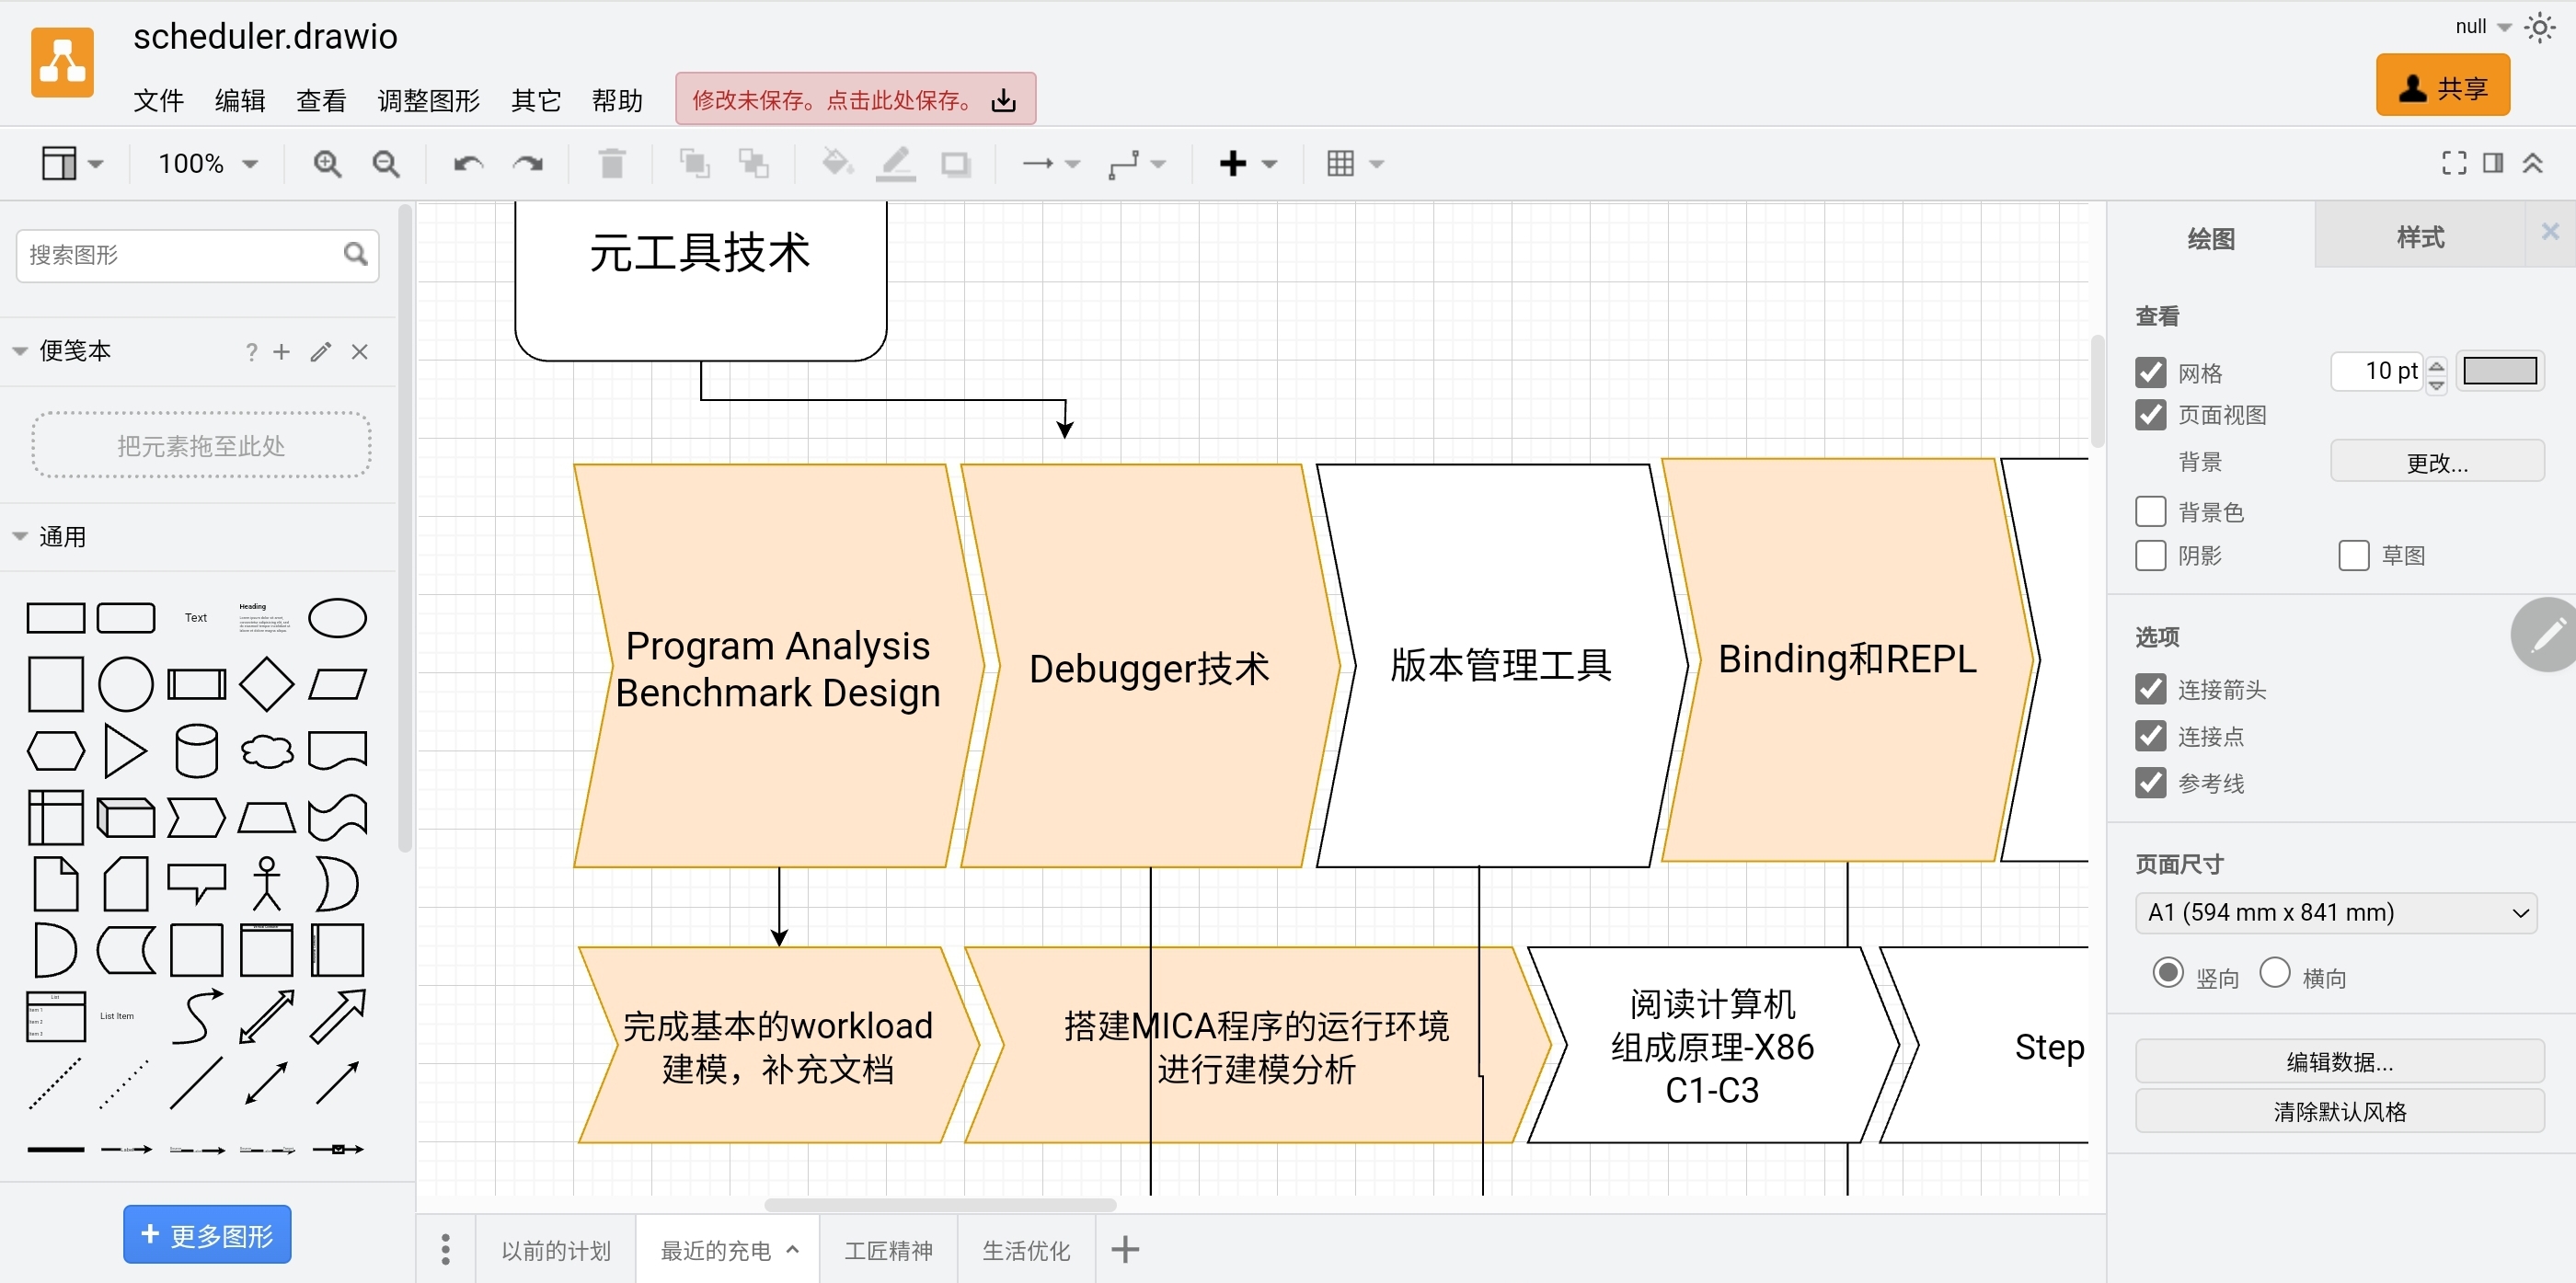 scheduler.drawio
null
文件 编辑 查看 调整图形 其它 帮助
修改未保存。点击此处保存。
共享
100%
搜索图形
便笺本
?
把元素拖至此处
通用
Text
Heading
List
Item 1
Item 2
Item 3
List Item
更多图形
元工具技术
Program Analysis
Benchmark Design
Debugger技术
版本管理工具
Binding和REPL
完成基本的workload
建模，补充文档
搭建MICA程序的运行环境
进行建模分析
阅读计算机
组成原理-X86
C1-C3
Step
以前的计划
最近的充电
工匠精神
生活优化
绘图
样式
查看
网格
10 pt
页面视图
背景
更改...
背景色
阴影
草图
选项
连接箭头
连接点
参考线
页面尺寸
A1 (594 mm x 841 mm)
竖向
横向
编辑数据...
清除默认风格